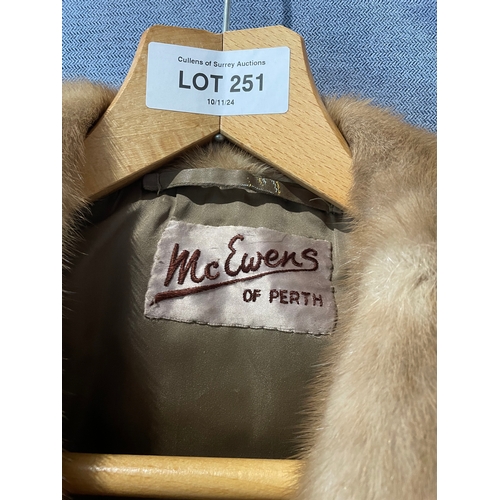 Cullens of Surrey Auctions
LOT 251
10/11/24
McEwens
OF PERTH